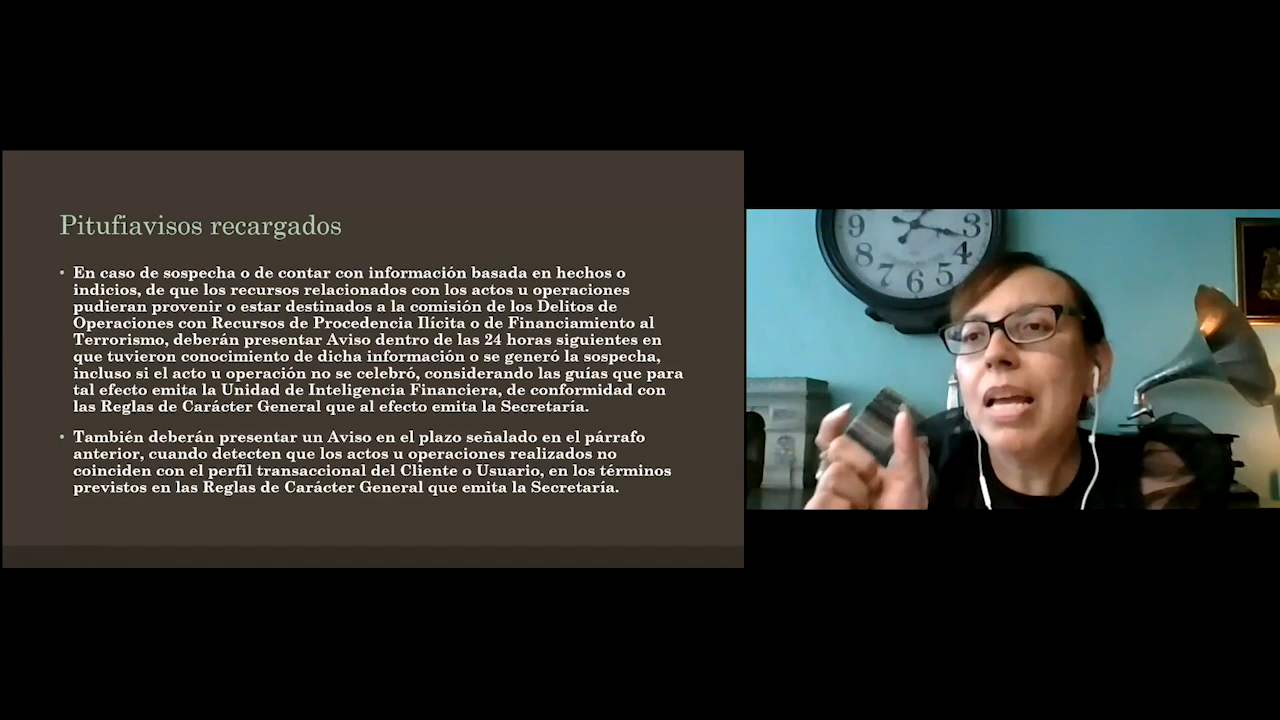 Pitufiavisos recargados
• En caso de sospecha o de contar con información basada en hechos o
indicios, de que los recursos relacionados con los actos u operaciones
pudieran provenir o estar destinados a la comisión de los Delitos de
Operaciones con Recursos de Procedencia Ilícita o de Financiamiento al
Terrorismo, deberán presentar Aviso dentro de las 24 horas siguientes en
que tuvieron conocimiento de dicha información o se generó la sospecha,
incluso si el acto u operación no se celebró, considerando las guías que para
tal efecto emita la Unidad de Inteligencia Financiera, de conformidad con
las Reglas de Carácter General que al efecto emita la Secretaría.
• También deberán presentar un Aviso en el plazo señalado en el párrafo
anterior, cuando detecten que los actos u operaciones realizados no
coinciden con el perfil transaccional del Cliente o Usuario, en los términos
previstos en las Reglas de Carácter General que emita la Secretaría.
9 3
8 4
7 6 5